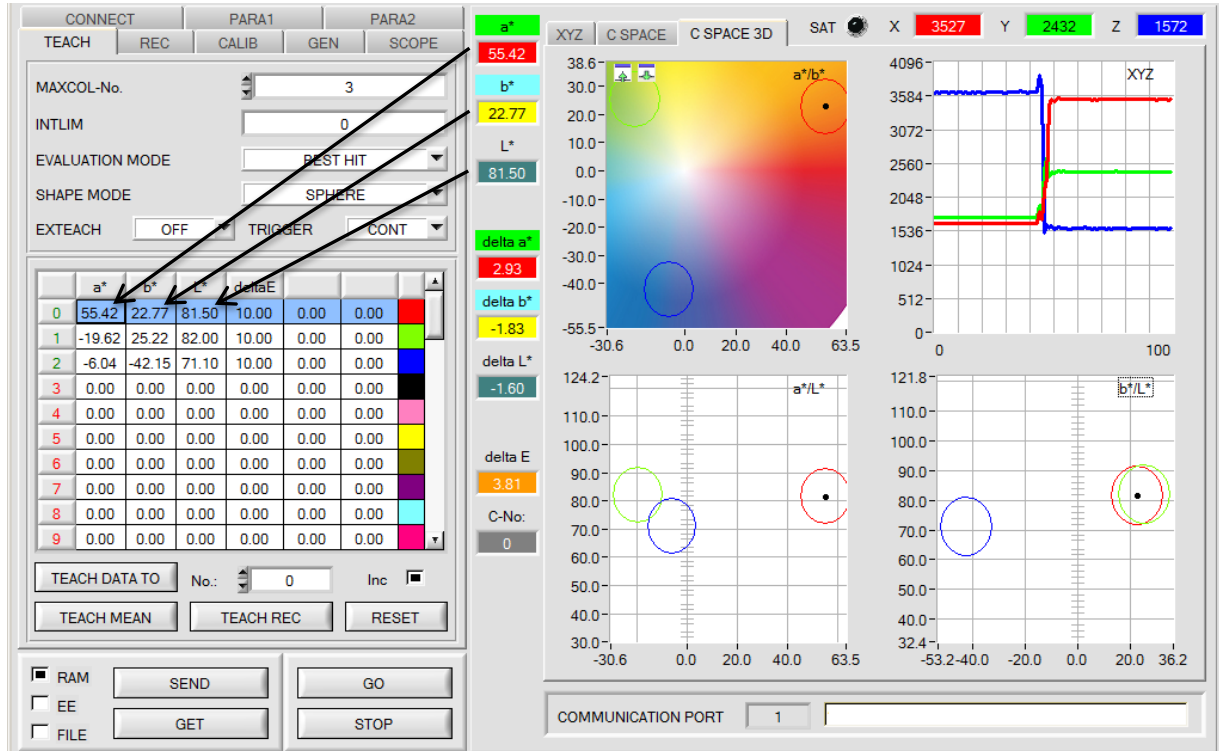 CONNECT PARA1 PARA2
TEACH REC CALIB GEN SCOPE
MAXCOL-No. 3
INTLIM 0
EVALUATION MODE BEST HIT
SHAPE MODE SPHERE
EXTEACH OFF TRIGGER CONT
a* b* L* deltaE
0 55.42 22.77 81.50 10.00 0.00 0.00
1 -19.62 25.22 82.00 10.00 0.00 0.00
2 -6.04 -42.15 71.10 10.00 0.00 0.00
3 0.00 0.00 0.00 0.00 0.00 0.00
4 0.00 0.00 0.00 0.00 0.00 0.00
5 0.00 0.00 0.00 0.00 0.00 0.00
6 0.00 0.00 0.00 0.00 0.00 0.00
7 0.00 0.00 0.00 0.00 0.00 0.00
8 0.00 0.00 0.00 0.00 0.00 0.00
9 0.00 0.00 0.00 0.00 0.00 0.00
TEACH DATA TO No.: 0 Inc
TEACH MEAN TEACH REC RESET
RAM
EE
FILE
SEND GO
GET STOP
a*
55.42
b*
22.77
L*
81.50
delta a*
2.93
delta b*
-1.83
delta L*
-1.60
delta E
3.81
C-No:
0
XYZ C SPACE C SPACE 3D SAT X 3527 Y 2432 Z 1572
a*/b*
38.6
30.0
20.0
10.0
0.0
-10.0
-20.0
-30.0
-40.0
-55.5
-30.6 0.0 20.0 40.0 63.5
XYZ
4096
3584
3072
2560
2048
1536
1024
512
0
0 100
a*/L*
124.2
110.0
100.0
90.0
80.0
70.0
60.0
50.0
40.0
30.0
-30.6 0.0 20.0 40.0 63.5
b*/L*
121.8
110.0
100.0
90.0
80.0
70.0
60.0
50.0
40.0
32.4
-53.2 -40.0 -20.0 0.0 20.0 36.2
COMMUNICATION PORT 1